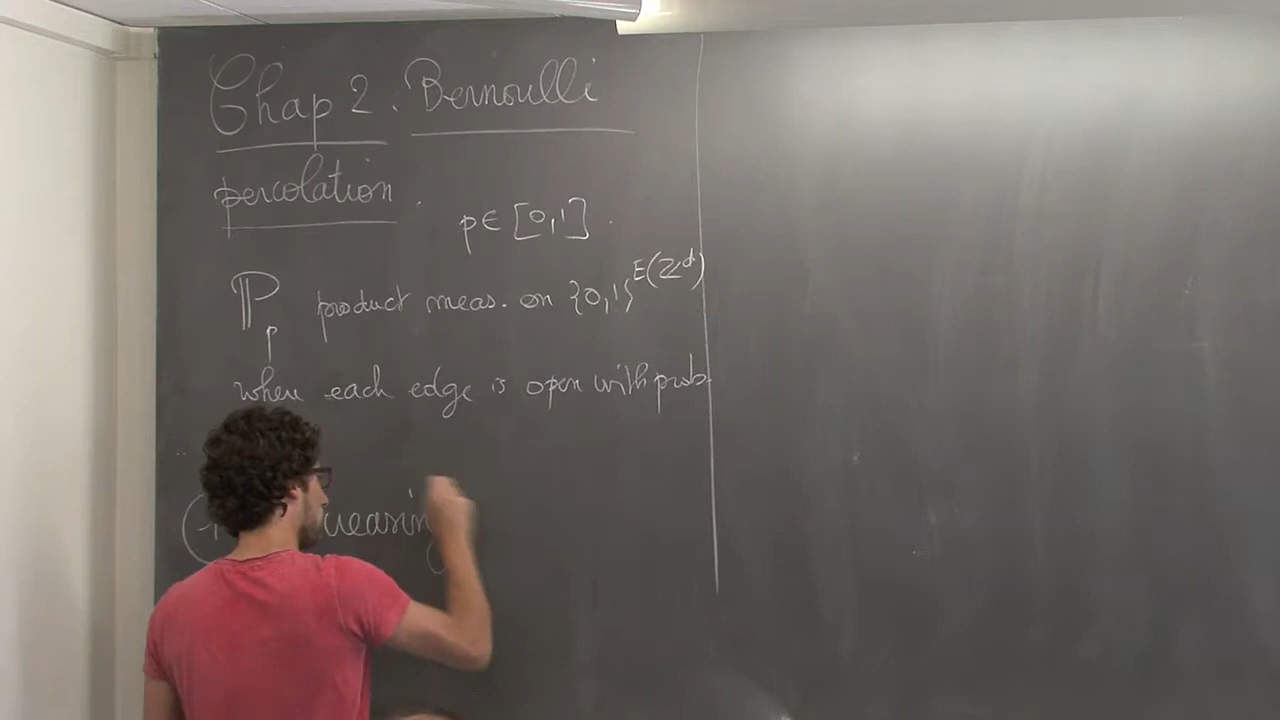 Chap 2. Bernoulli
percolation.
p ∈ [0,1].
ℙ_p product meas. on {0,1}^{E(ℤ^d)}
when each edge is open with prob.